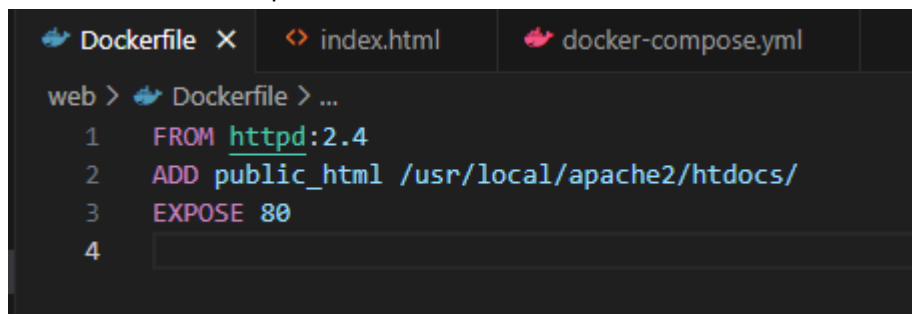 Dockerfile index.html docker-compose.yml
web > Dockerfile > ...
1 FROM httpd:2.4
2 ADD public_html /usr/local/apache2/htdocs/
3 EXPOSE 80
4